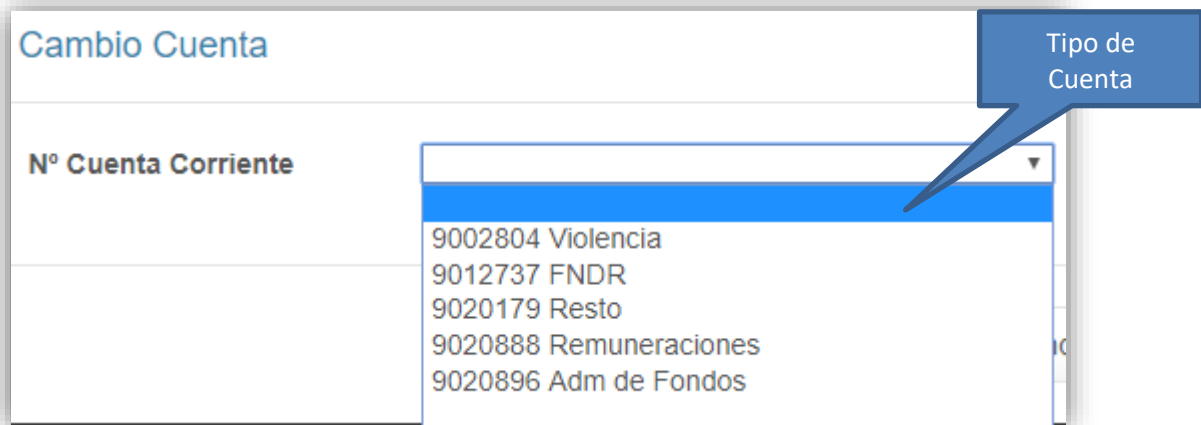 Cambio Cuenta
Tipo de
Cuenta
Nº Cuenta Corriente
9002804 Violencia
9012737 FNDR
9020179 Resto
9020888 Remuneraciones
9020896 Adm de Fondos